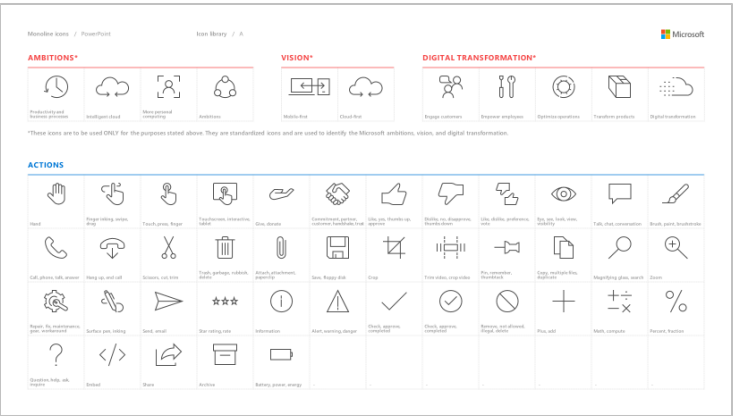 Monoline icons / PowerPoint
Icon library / A
Microsoft
AMBITIONS*
VISION*
DIGITAL TRANSFORMATION*
Productivity and
business processes
Intelligent cloud
More personal
computing
Ambitions
Mobile-first
Cloud-first
Engage customers
Empower employees
Optimize operations
Transform products
Digital transformation
*These icons are to be used ONLY for the purposes stated above. They are standardized icons and are used to identify the Microsoft ambitions, vision, and digital transformation.
ACTIONS
Hand
Finger inking, swipe,
drag
Touch, press, finger
Touchscreen, interactive,
tablet
Give, donate
Commitment, partner,
customer, handshake, trust
Like, yes, thumbs up,
approve
Dislike, no, disapprove,
thumbs down
Like, dislike, preference,
vote
Eye, spy, look, view,
visibility
Talk, chat, conversation
Brush, paint, brushstroke
Call, phone, talk, answer
Hang up, end call
Scissors, cut, trim
Trash, garbage, rubbish,
delete
Attach, attachment,
paperclip
Save, floppy disk
Crop
Trim video, crop video
Pin, remember,
thumbtack
Copy, multiple files,
duplicate
Magnifying glass, search
Zoom
Repair, fix, maintenance,
gear, workaround
Surface pen, inking
Send, email
Star rating, rate
Information
Alert, warning, danger
Check, approve,
completed
Check, approve,
completed
Remove, not allowed,
illegal, delete
Plus, add
Math, compute
Percent, fraction
Question, help, ask,
inquire
Embed
Share
Archive
Battery, power, energy